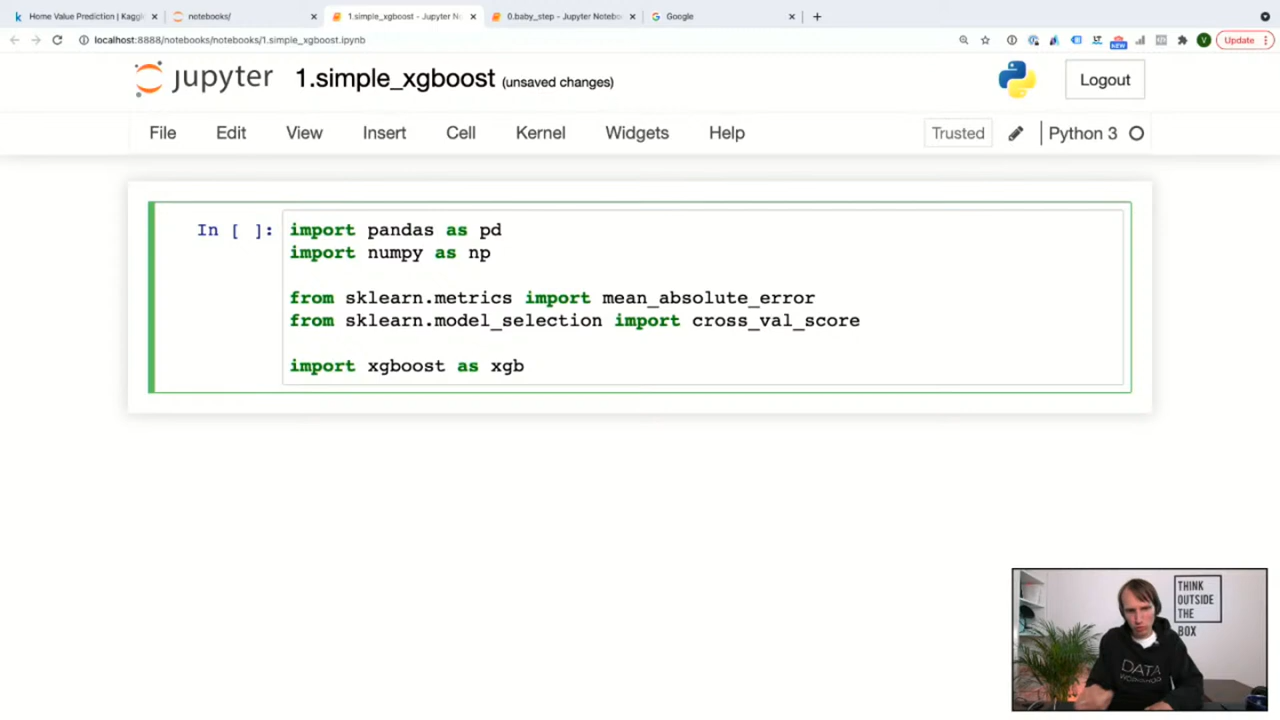 Home Value Prediction | Kaggl
notebooks/
1.simple_xgboost - Jupyter N
0.baby_step - Jupyter Notebo
Google
localhost:8888/notebooks/notebooks/1.simple_xgboost.ipynb
NEW
V
Update
jupyter 1.simple_xgboost (unsaved changes)
Logout
File Edit View Insert Cell Kernel Widgets Help
Trusted
Python 3
In [ ]:
import pandas as pd
import numpy as np
from sklearn.metrics import mean_absolute_error
from sklearn.model_selection import cross_val_score
import xgboost as xgb
THINK
OUTSIDE
THE
BOX
DATA